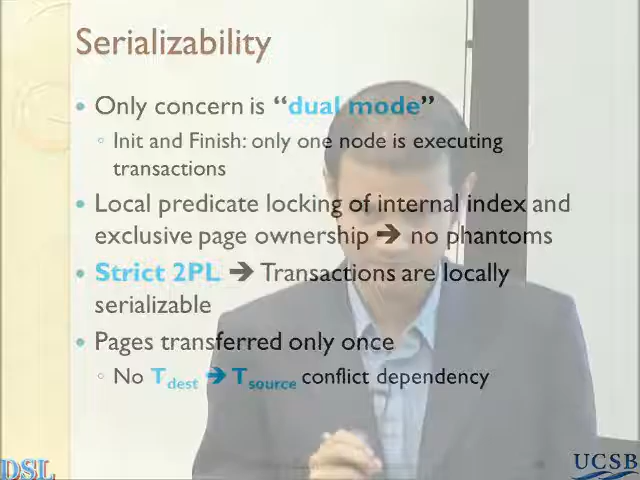 Serializability
• Only concern is “dual mode”
◦ Init and Finish: only one node is executing
transactions
• Local predicate locking of internal index and
exclusive page ownership ➔ no phantoms
• Strict 2PL ➔ Transactions are locally
serializable
• Pages transferred only once
◦ No Tdest ➔ Tsource conflict dependency
DSL
UCSB